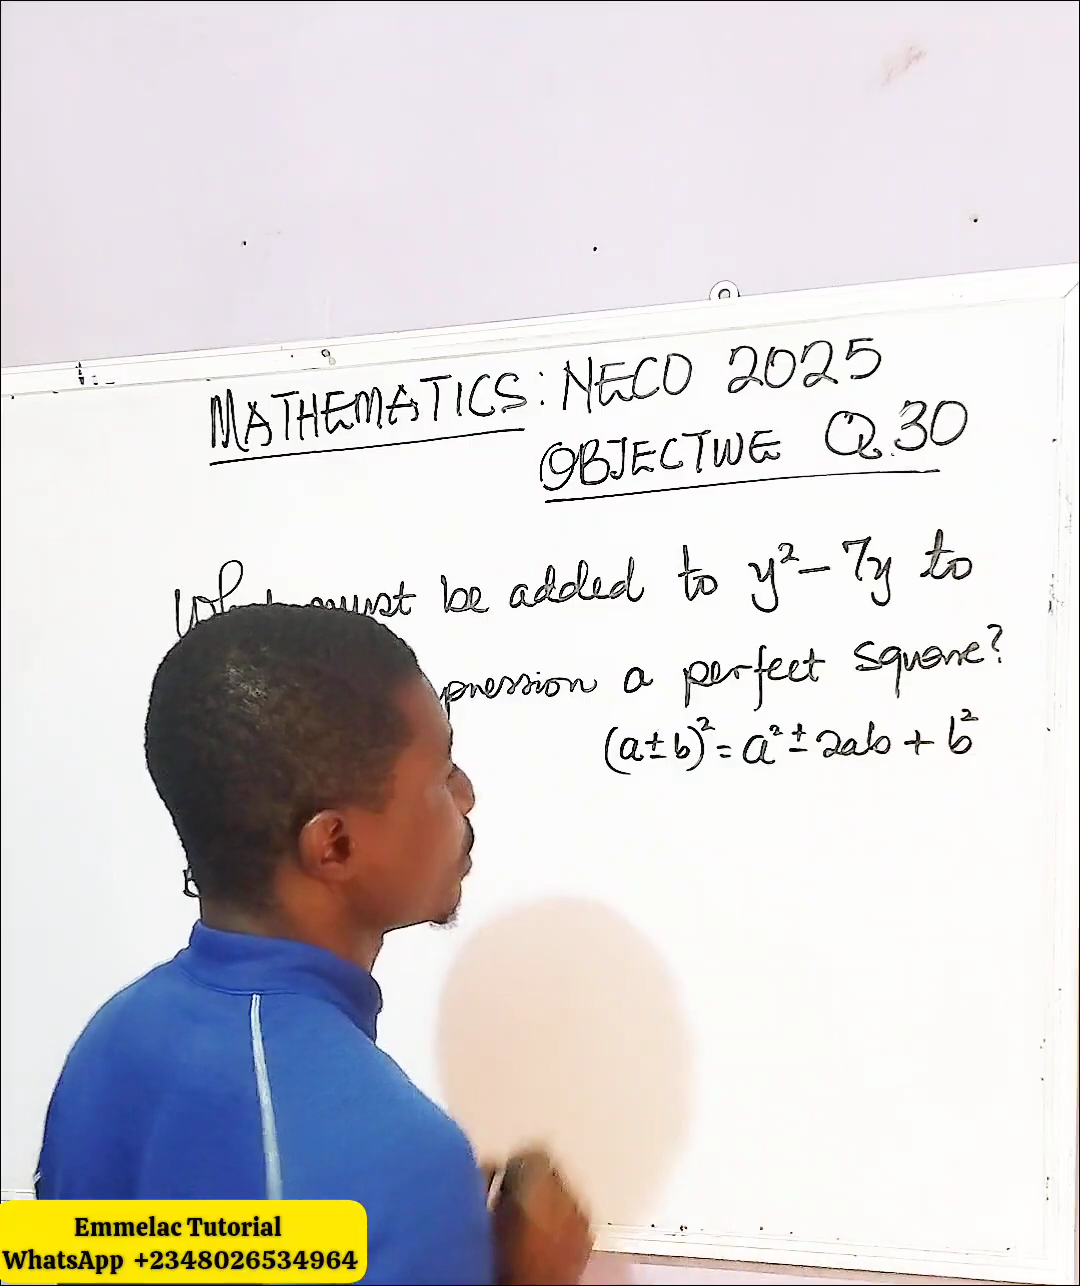 MATHEMATICS: NECO 2025
OBJECTIVE Q.30
must be added to y² - 7y to
a perfect square?
(a ± b)² = a² ± 2ab + b²
Emmelac Tutorial
WhatsApp +2348026534964